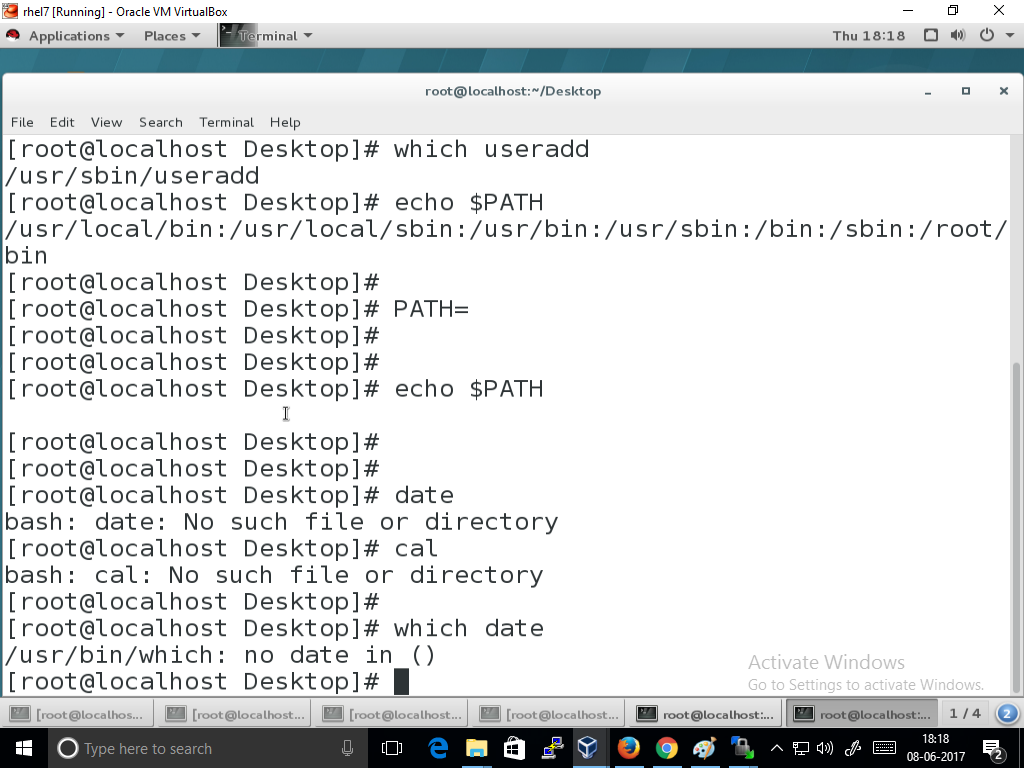 rhel7 [Running] - Oracle VM VirtualBox
Applications Places Terminal Thu 18:18
root@localhost:~/Desktop
File Edit View Search Terminal Help
[root@localhost Desktop]# which useradd
/usr/sbin/useradd
[root@localhost Desktop]# echo $PATH
/usr/local/bin:/usr/local/sbin:/usr/bin:/usr/sbin:/bin:/sbin:/root/
bin
[root@localhost Desktop]#
[root@localhost Desktop]# PATH=
[root@localhost Desktop]#
[root@localhost Desktop]#
[root@localhost Desktop]# echo $PATH
[root@localhost Desktop]#
[root@localhost Desktop]#
[root@localhost Desktop]# date
bash: date: No such file or directory
[root@localhost Desktop]# cal
bash: cal: No such file or directory
[root@localhost Desktop]#
[root@localhost Desktop]# which date
/usr/bin/which: no date in ()
[root@localhost Desktop]#
Activate Windows
Go to Settings to activate Windows.
[root@localhos... [root@localhost... [root@localhost... [root@localhost... root@localhost:... root@localhost:... 1 / 4 2
Type here to search 18:18
08-06-2017 2